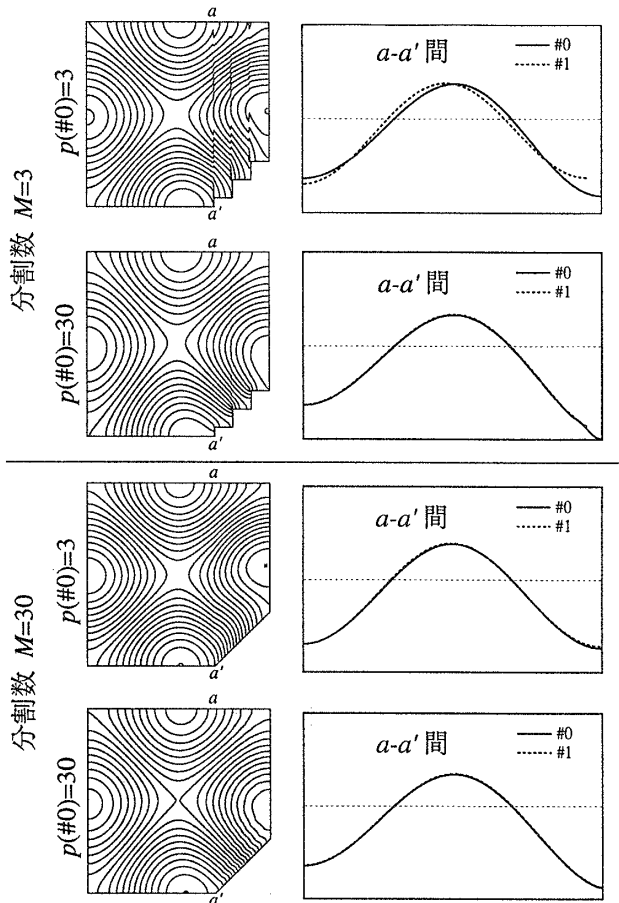 分割数 M=3
p(#0)=3
a
a'
a-a' 間
#0
#1
p(#0)=30
a
a'
a-a' 間
#0
#1
分割数 M=30
p(#0)=3
a
a'
a-a' 間
#0
#1
p(#0)=30
a
a'
a-a' 間
#0
#1